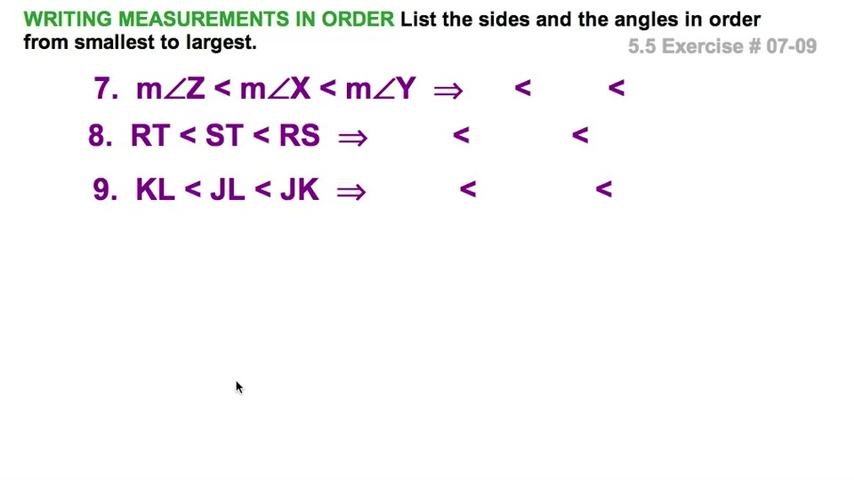 WRITING MEASUREMENTS IN ORDER List the sides and the angles in order
from smallest to largest.
5.5 Exercise # 07-09
7. m∠Z < m∠X < m∠Y ⇒ < <
8. RT < ST < RS ⇒ < <
9. KL < JL < JK ⇒ < <